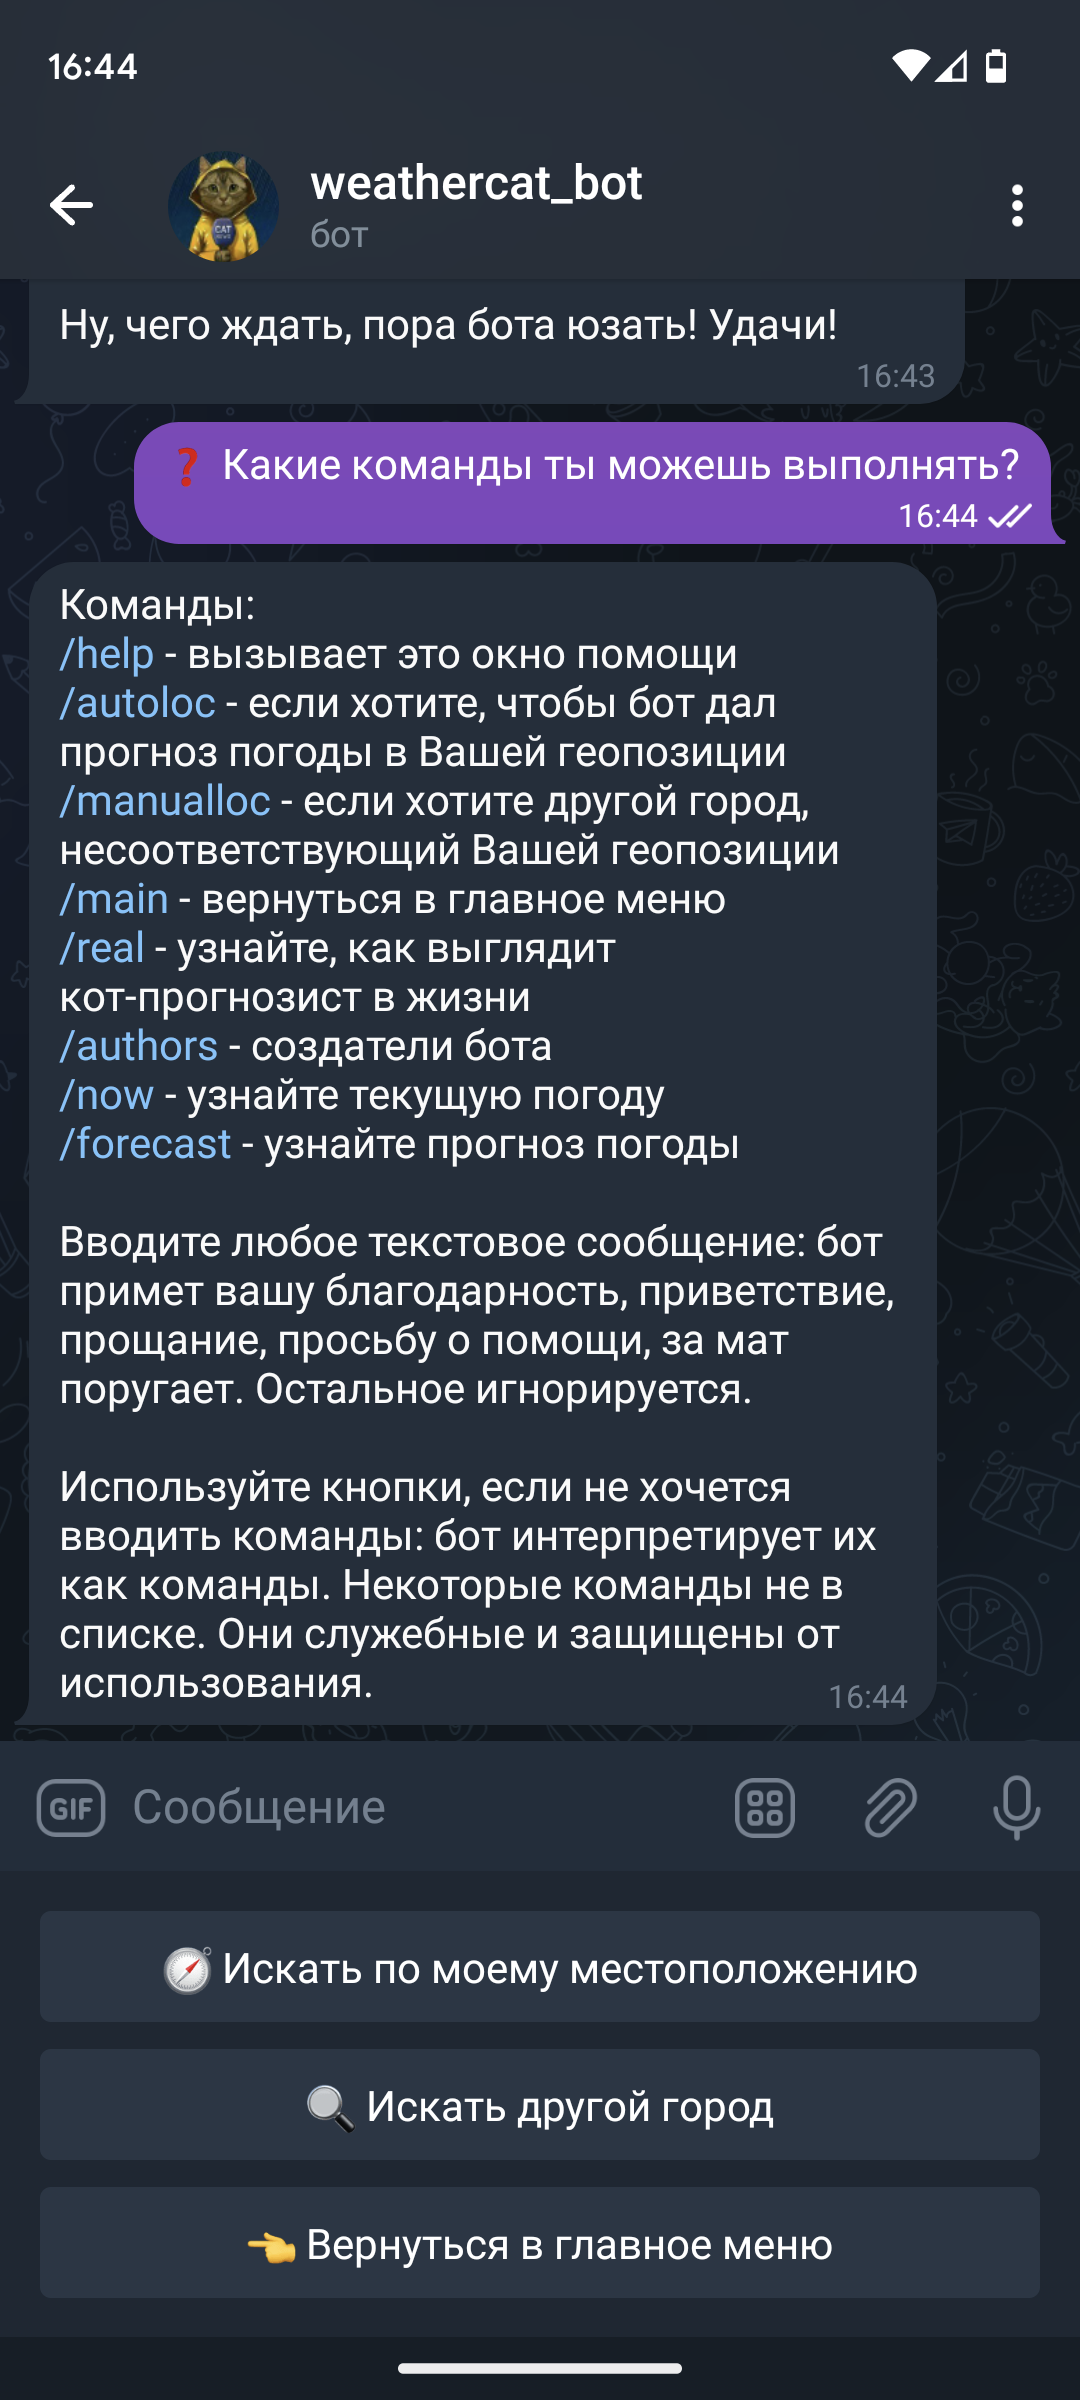 16:44
weathercat_bot
бот
CAT
Ну, чего ждать, пора бота юзать! Удачи!
16:43
❓ Какие команды ты можешь выполнять?
16:44
Команды:
/help - вызывает это окно помощи
/autoloc - если хотите, чтобы бот дал
прогноз погоды в Вашей геопозиции
/manualloc - если хотите другой город,
несоответствующий Вашей геопозиции
/main - вернуться в главное меню
/real - узнайте, как выглядит
кот-прогнозист в жизни
/authors - создатели бота
/now - узнайте текущую погоду
/forecast - узнайте прогноз погоды
Вводите любое текстовое сообщение: бот
примет вашу благодарность, приветствие,
прощание, просьбу о помощи, за мат
поругает. Остальное игнорируется.
Используйте кнопки, если не хочется
вводить команды: бот интерпретирует их
как команды. Некоторые команды не в
списке. Они служебные и защищены от
использования.
16:44
GIF Сообщение
Искать по моему местоположению
Искать другой город
Вернуться в главное меню